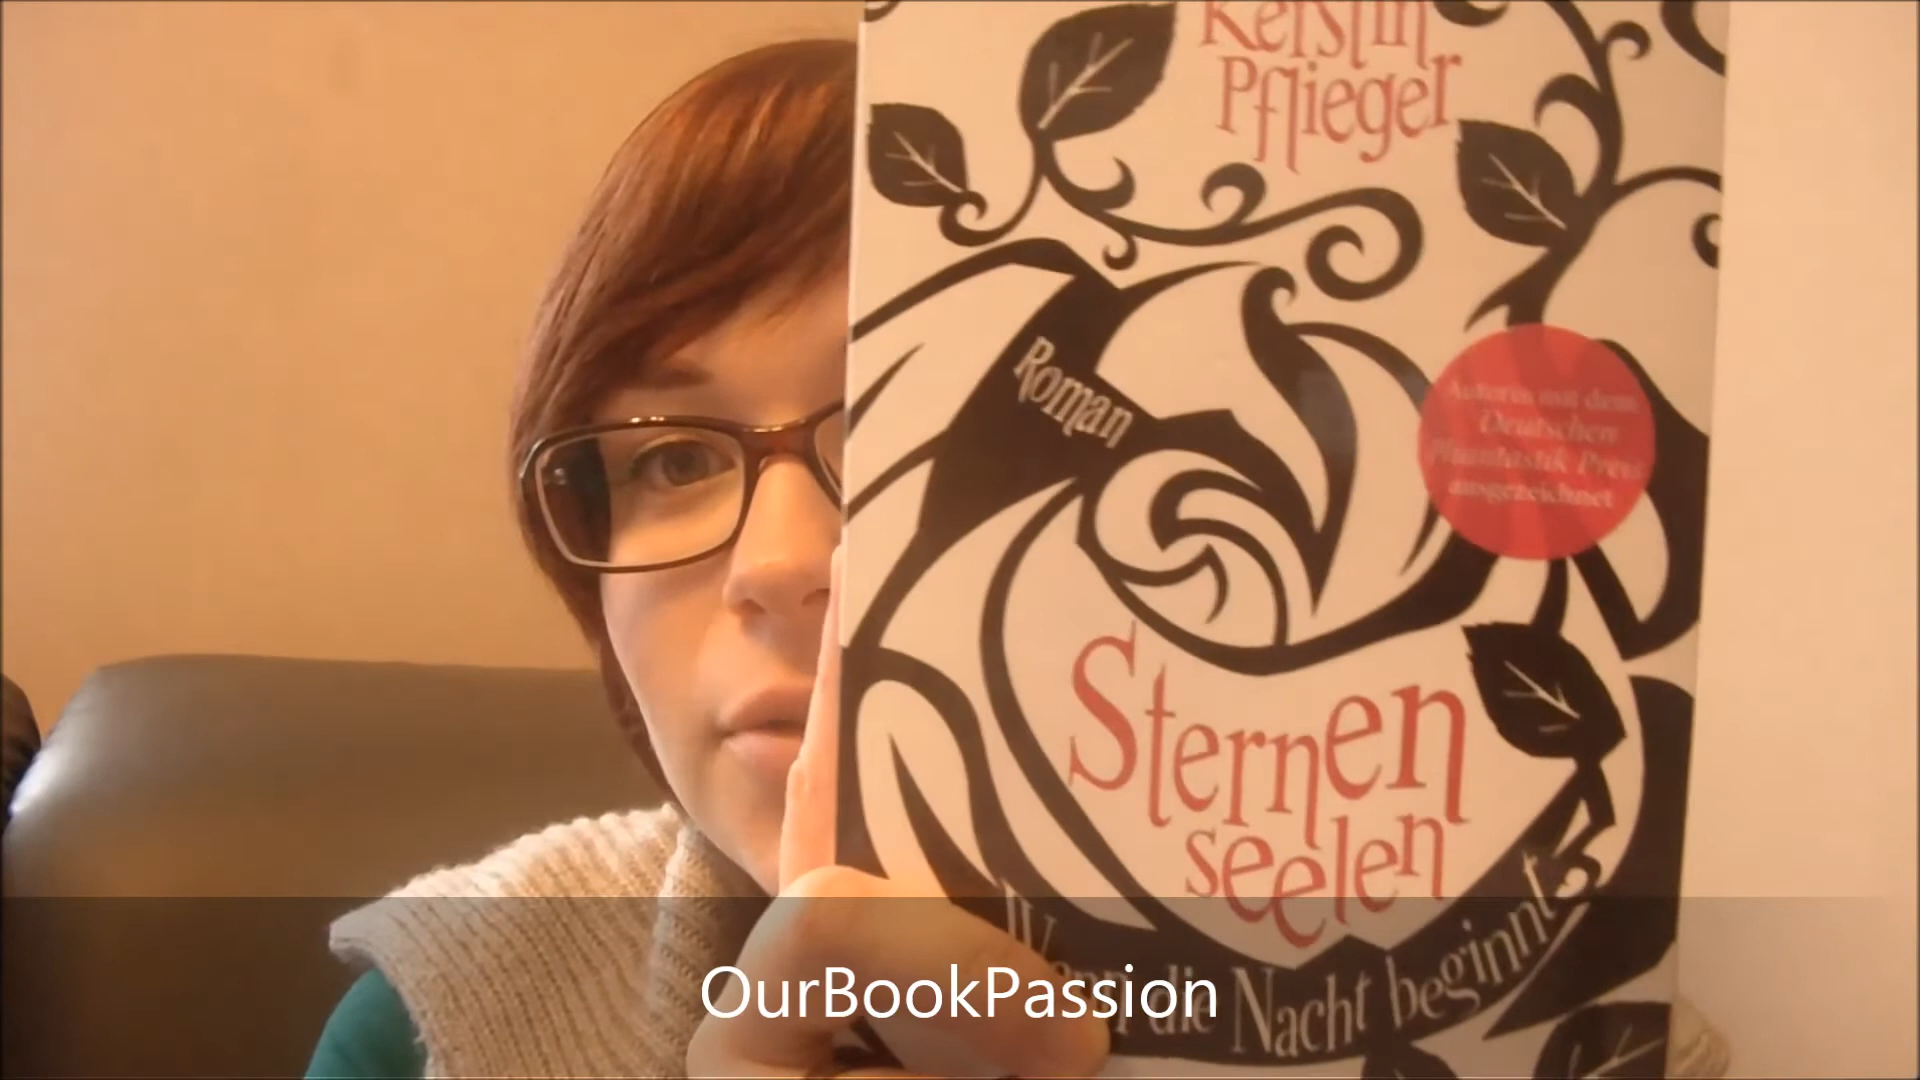 Kerstin
Pflieger
Roman
Autorin mit dem
Deutschen
Phantastik Preis
ausgezeichnet
Sternen
seelen
Wenn die Nacht beginnt
OurBookPassion